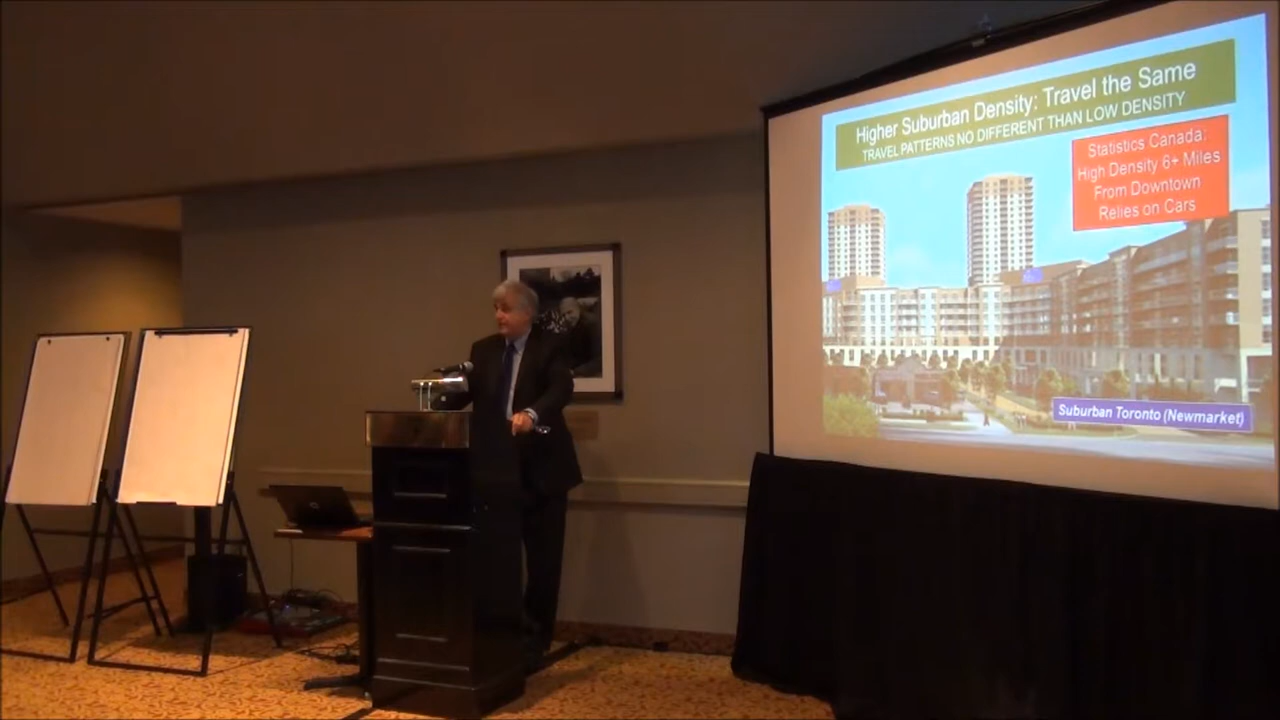 Higher Suburban Density: Travel the Same
TRAVEL PATTERNS NO DIFFERENT THAN LOW DENSITY
Statistics Canada:
High Density 6+ Miles
From Downtown
Relies on Cars
Suburban Toronto (Newmarket)